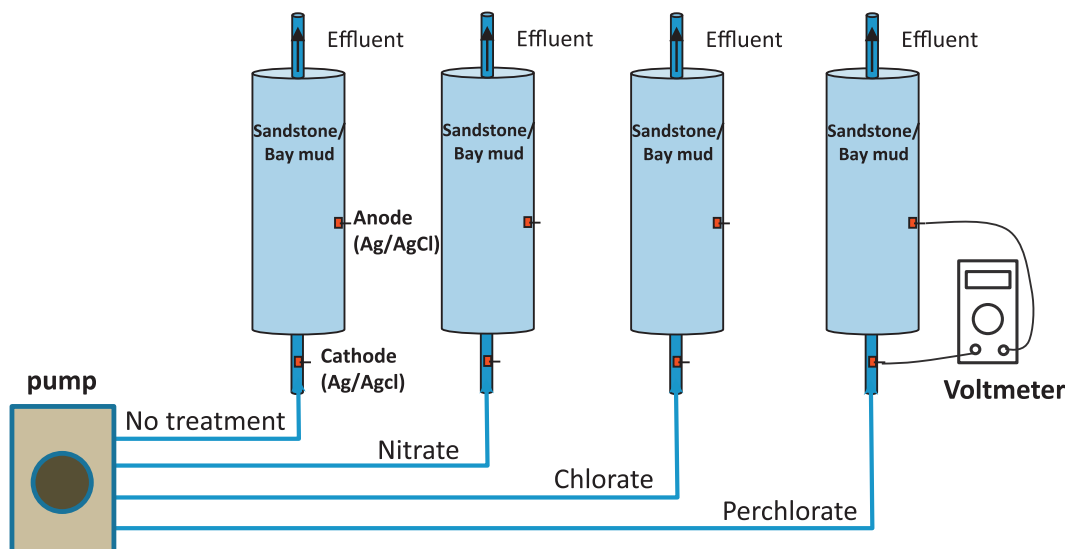 Effluent
Effluent
Effluent
Effluent
Sandstone/
Bay mud
Sandstone/
Bay mud
Sandstone/
Bay mud
Sandstone/
Bay mud
Anode
(Ag/AgCl)
Cathode
(Ag/Agcl)
Voltmeter
pump
No treatment
Nitrate
Chlorate
Perchlorate